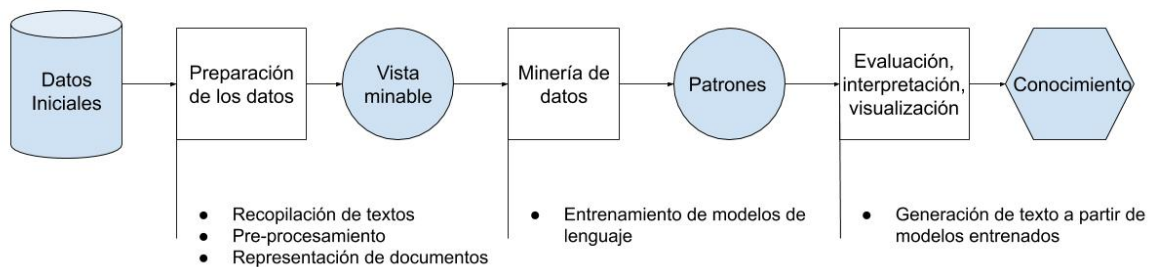 Datos
Iniciales
Preparación
de los datos
Vista
minable
Minería de
datos
Patrones
Evaluación,
interpretación,
visualización
Conocimiento
● Recopilación de textos
● Pre-procesamiento
● Representación de documentos
● Entrenamiento de modelos de
lenguaje
● Generación de texto a partir de
modelos entrenados